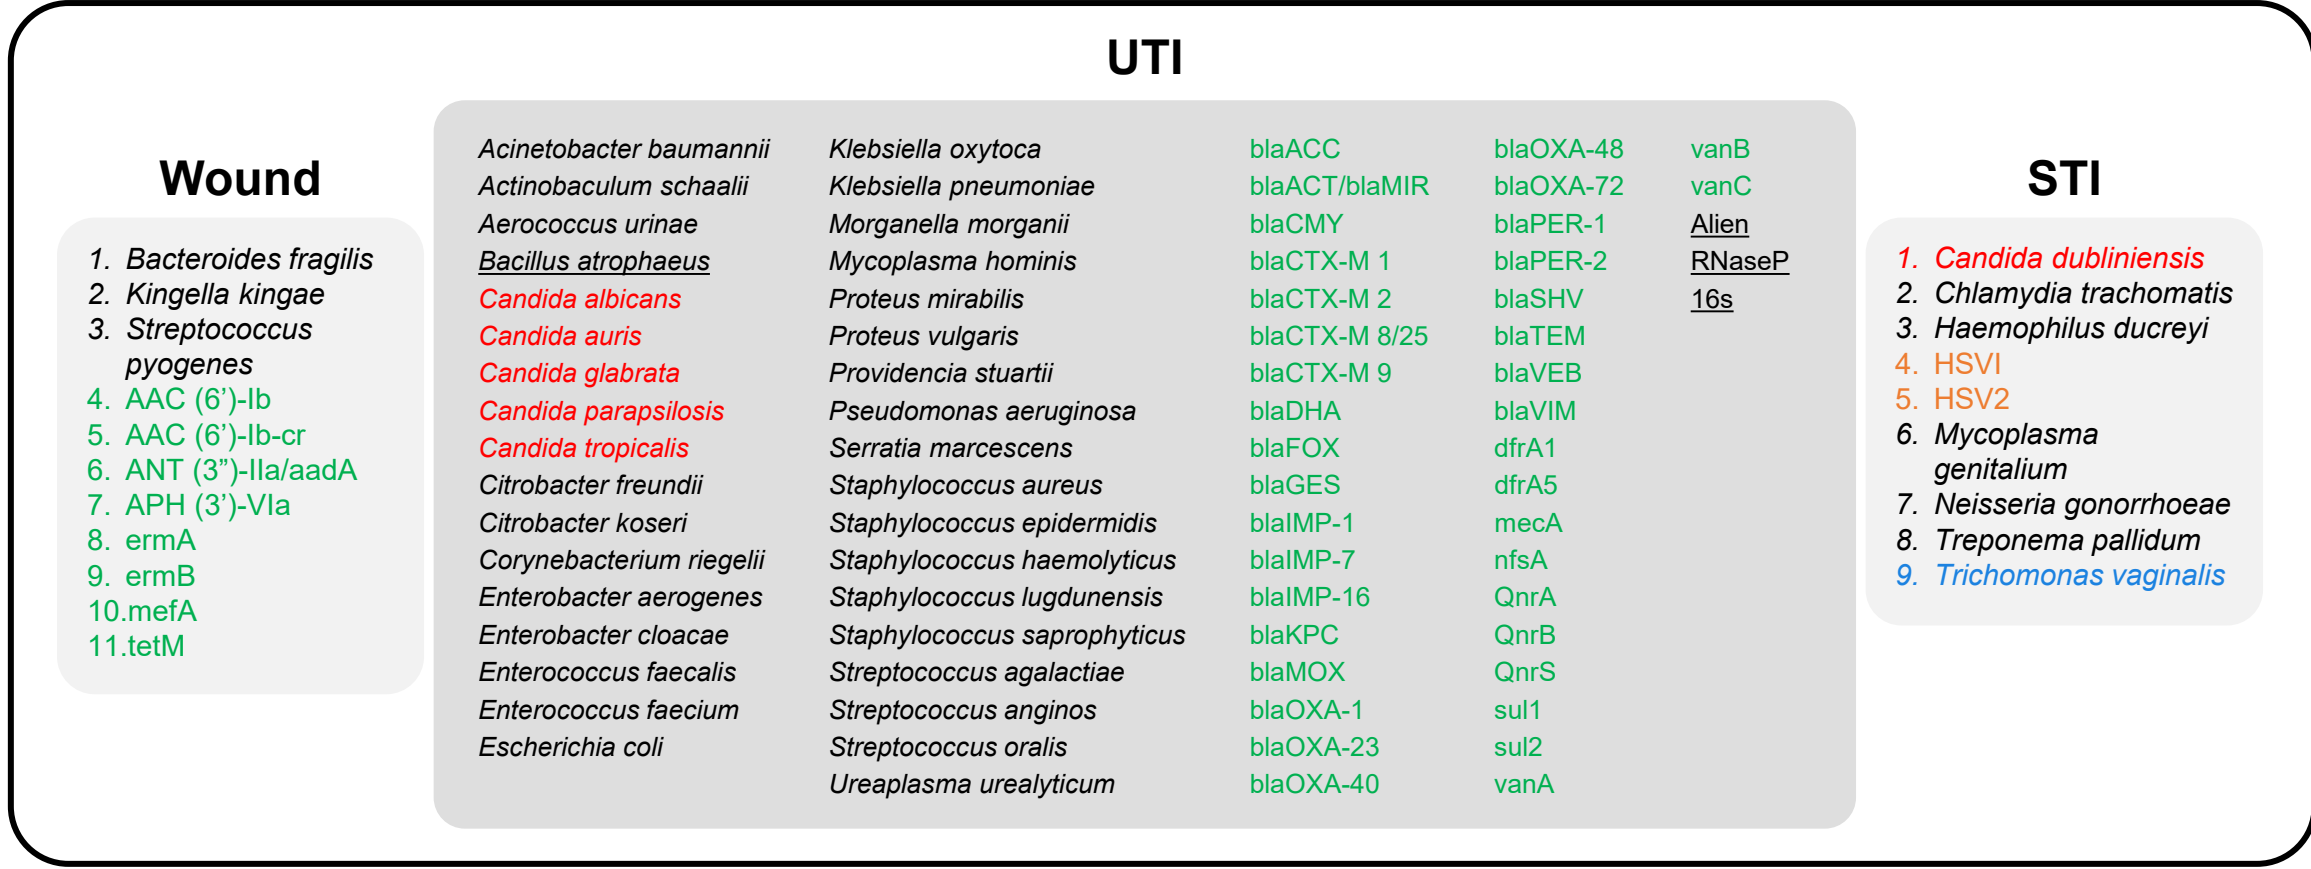 UTI
Wound
1. Bacteroides fragilis
2. Kingella kingae
3. Streptococcus
pyogenes
4. AAC (6’)-Ib
5. AAC (6’)-Ib-cr
6. ANT (3”)-IIa/aadA
7. APH (3’)-VIa
8. ermA
9. ermB
10.mefA
11.tetM
Acinetobacter baumannii
Actinobaculum schaalii
Aerococcus urinae
Bacillus atrophaeus
Candida albicans
Candida auris
Candida glabrata
Candida parapsilosis
Candida tropicalis
Citrobacter freundii
Citrobacter koseri
Corynebacterium riegelii
Enterobacter aerogenes
Enterobacter cloacae
Enterococcus faecalis
Enterococcus faecium
Escherichia coli
Klebsiella oxytoca
Klebsiella pneumoniae
Morganella morganii
Mycoplasma hominis
Proteus mirabilis
Proteus vulgaris
Providencia stuartii
Pseudomonas aeruginosa
Serratia marcescens
Staphylococcus aureus
Staphylococcus epidermidis
Staphylococcus haemolyticus
Staphylococcus lugdunensis
Staphylococcus saprophyticus
Streptococcus agalactiae
Streptococcus anginos
Streptococcus oralis
Ureaplasma urealyticum
blaACC
blaACT/blaMIR
blaCMY
blaCTX-M 1
blaCTX-M 2
blaCTX-M 8/25
blaCTX-M 9
blaDHA
blaFOX
blaGES
blaIMP-1
blaIMP-7
blaIMP-16
blaKPC
blaMOX
blaOXA-1
blaOXA-23
blaOXA-40
blaOXA-48
blaOXA-72
blaPER-1
blaPER-2
blaSHV
blaTEM
blaVEB
blaVIM
dfrA1
dfrA5
mecA
nfsA
QnrA
QnrB
QnrS
sul1
sul2
vanA
vanB
vanC
Alien
RNaseP
16s
STI
1. Candida dubliniensis
2. Chlamydia trachomatis
3. Haemophilus ducreyi
4. HSVI
5. HSV2
6. Mycoplasma
genitalium
7. Neisseria gonorrhoeae
8. Treponema pallidum
9. Trichomonas vaginalis